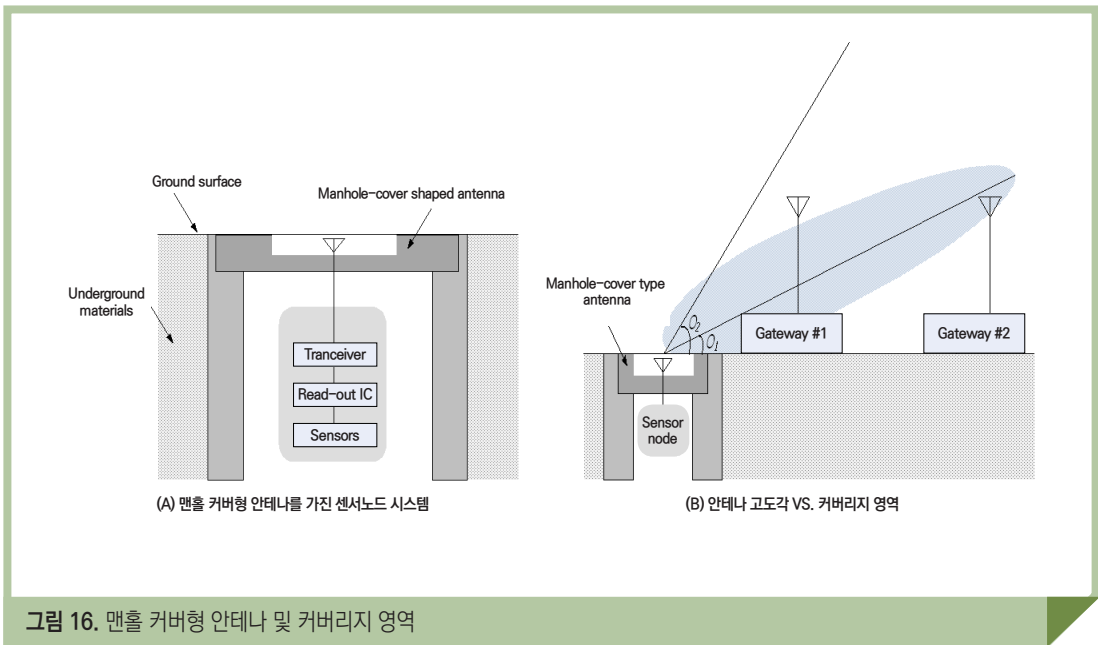 Ground surface
Manhole-cover shaped antenna
Underground
materials
Tranceiver
Read-out IC
Sensors
(A) 맨홀 커버형 안테나를 가진 센서노드 시스템
Manhole-cover type
antenna
O2
O1
Gateway #1
Gateway #2
Sensor
node
(B) 안테나 고도각 VS. 커버리지 영역
그림 16. 맨홀 커버형 안테나 및 커버리지 영역